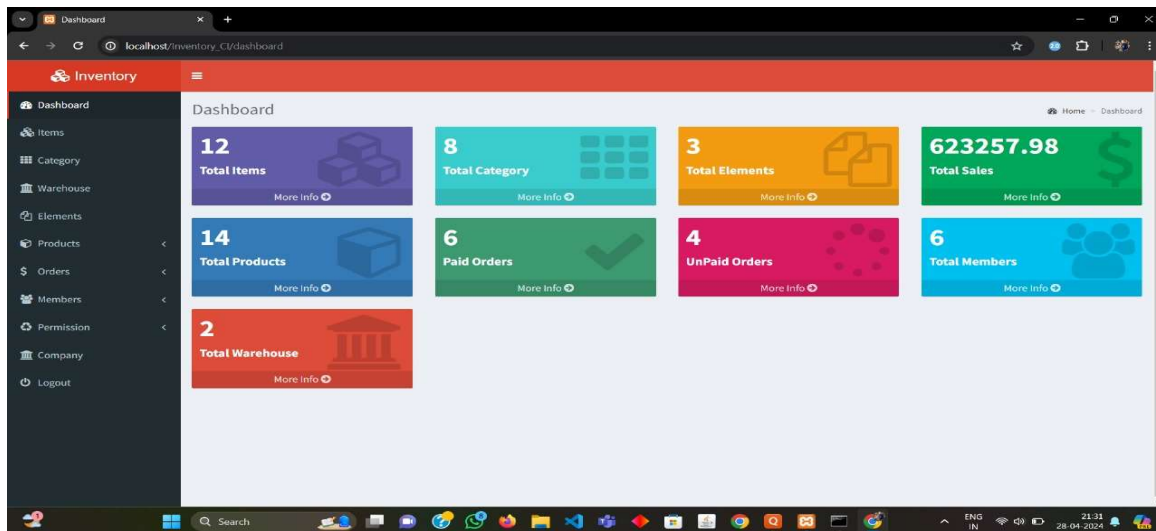 Dashboard
localhost/Inventory_CI/dashboard
Inventory
Dashboard
Items
Category
Warehouse
Elements
Products
Orders
Members
Permission
Company
Logout
Dashboard
Home
Dashboard
12
Total Items
More Info
8
Total Category
More Info
3
Total Elements
More Info
623257.98
Total Sales
More Info
14
Total Products
More Info
6
Paid Orders
More Info
4
UnPaid Orders
More Info
6
Total Members
More Info
2
Total Warehouse
More Info
Search
ENG
IN
21:31
28-04-2024